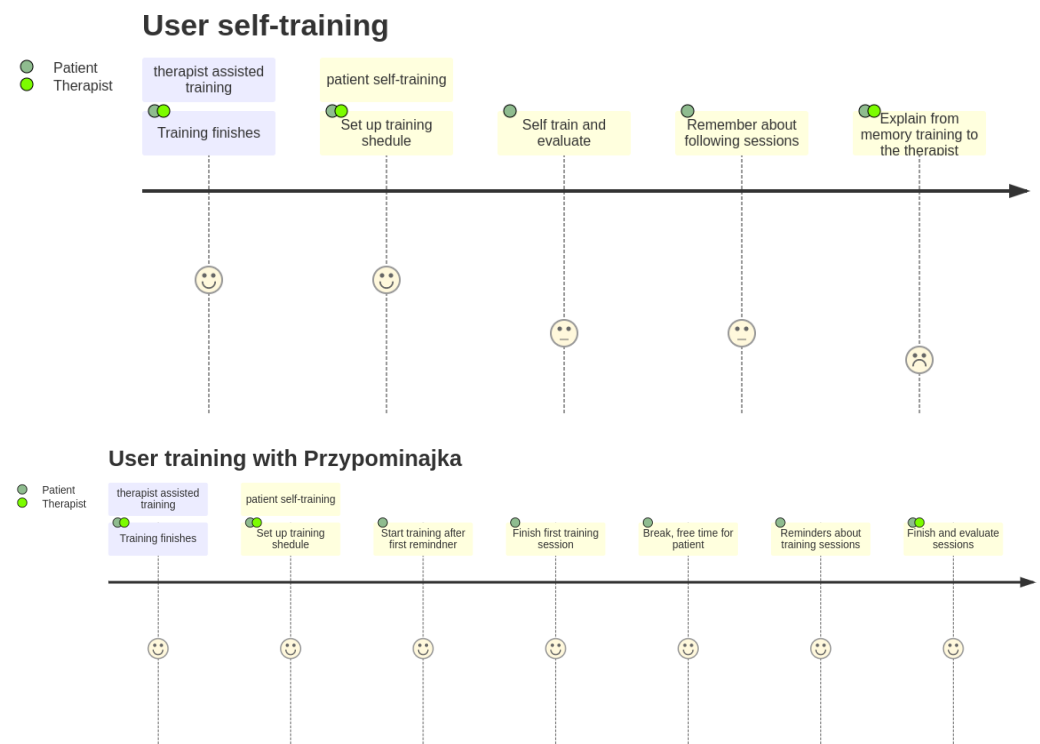 User self-training
Patient
Therapist
therapist assisted
training
patient self-training
Training finishes
Set up training
shedule
Self train and
evaluate
Remember about
following sessions
Explain from
memory training to
the therapist
User training with Przypominajka
Patient
Therapist
therapist assisted
training
patient self-training
Training finishes
Set up training
shedule
Start training after
first remindner
Finish first training
session
Break, free time for
patient
Reminders about
training sessions
Finish and evaluate
sessions